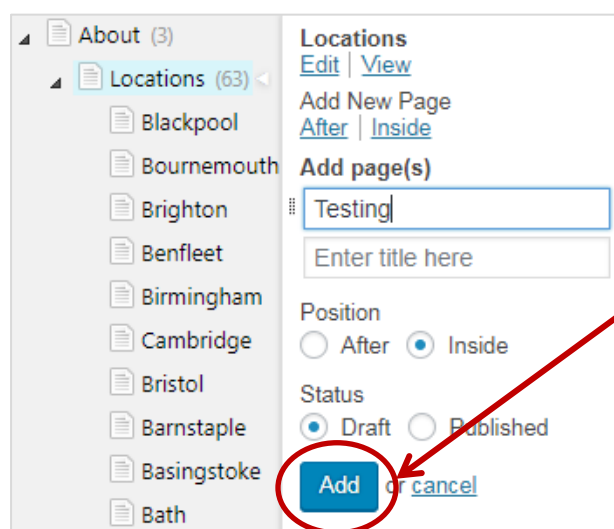 About (3)
Locations (63)
Blackpool
Bournemouth
Brighton
Benfleet
Birmingham
Cambridge
Bristol
Barnstaple
Basingstoke
Bath
Locations
Edit | View
Add New Page
After | Inside
Add page(s)
Testing
Enter title here
Position
After Inside
Status
Draft Published
Add or cancel